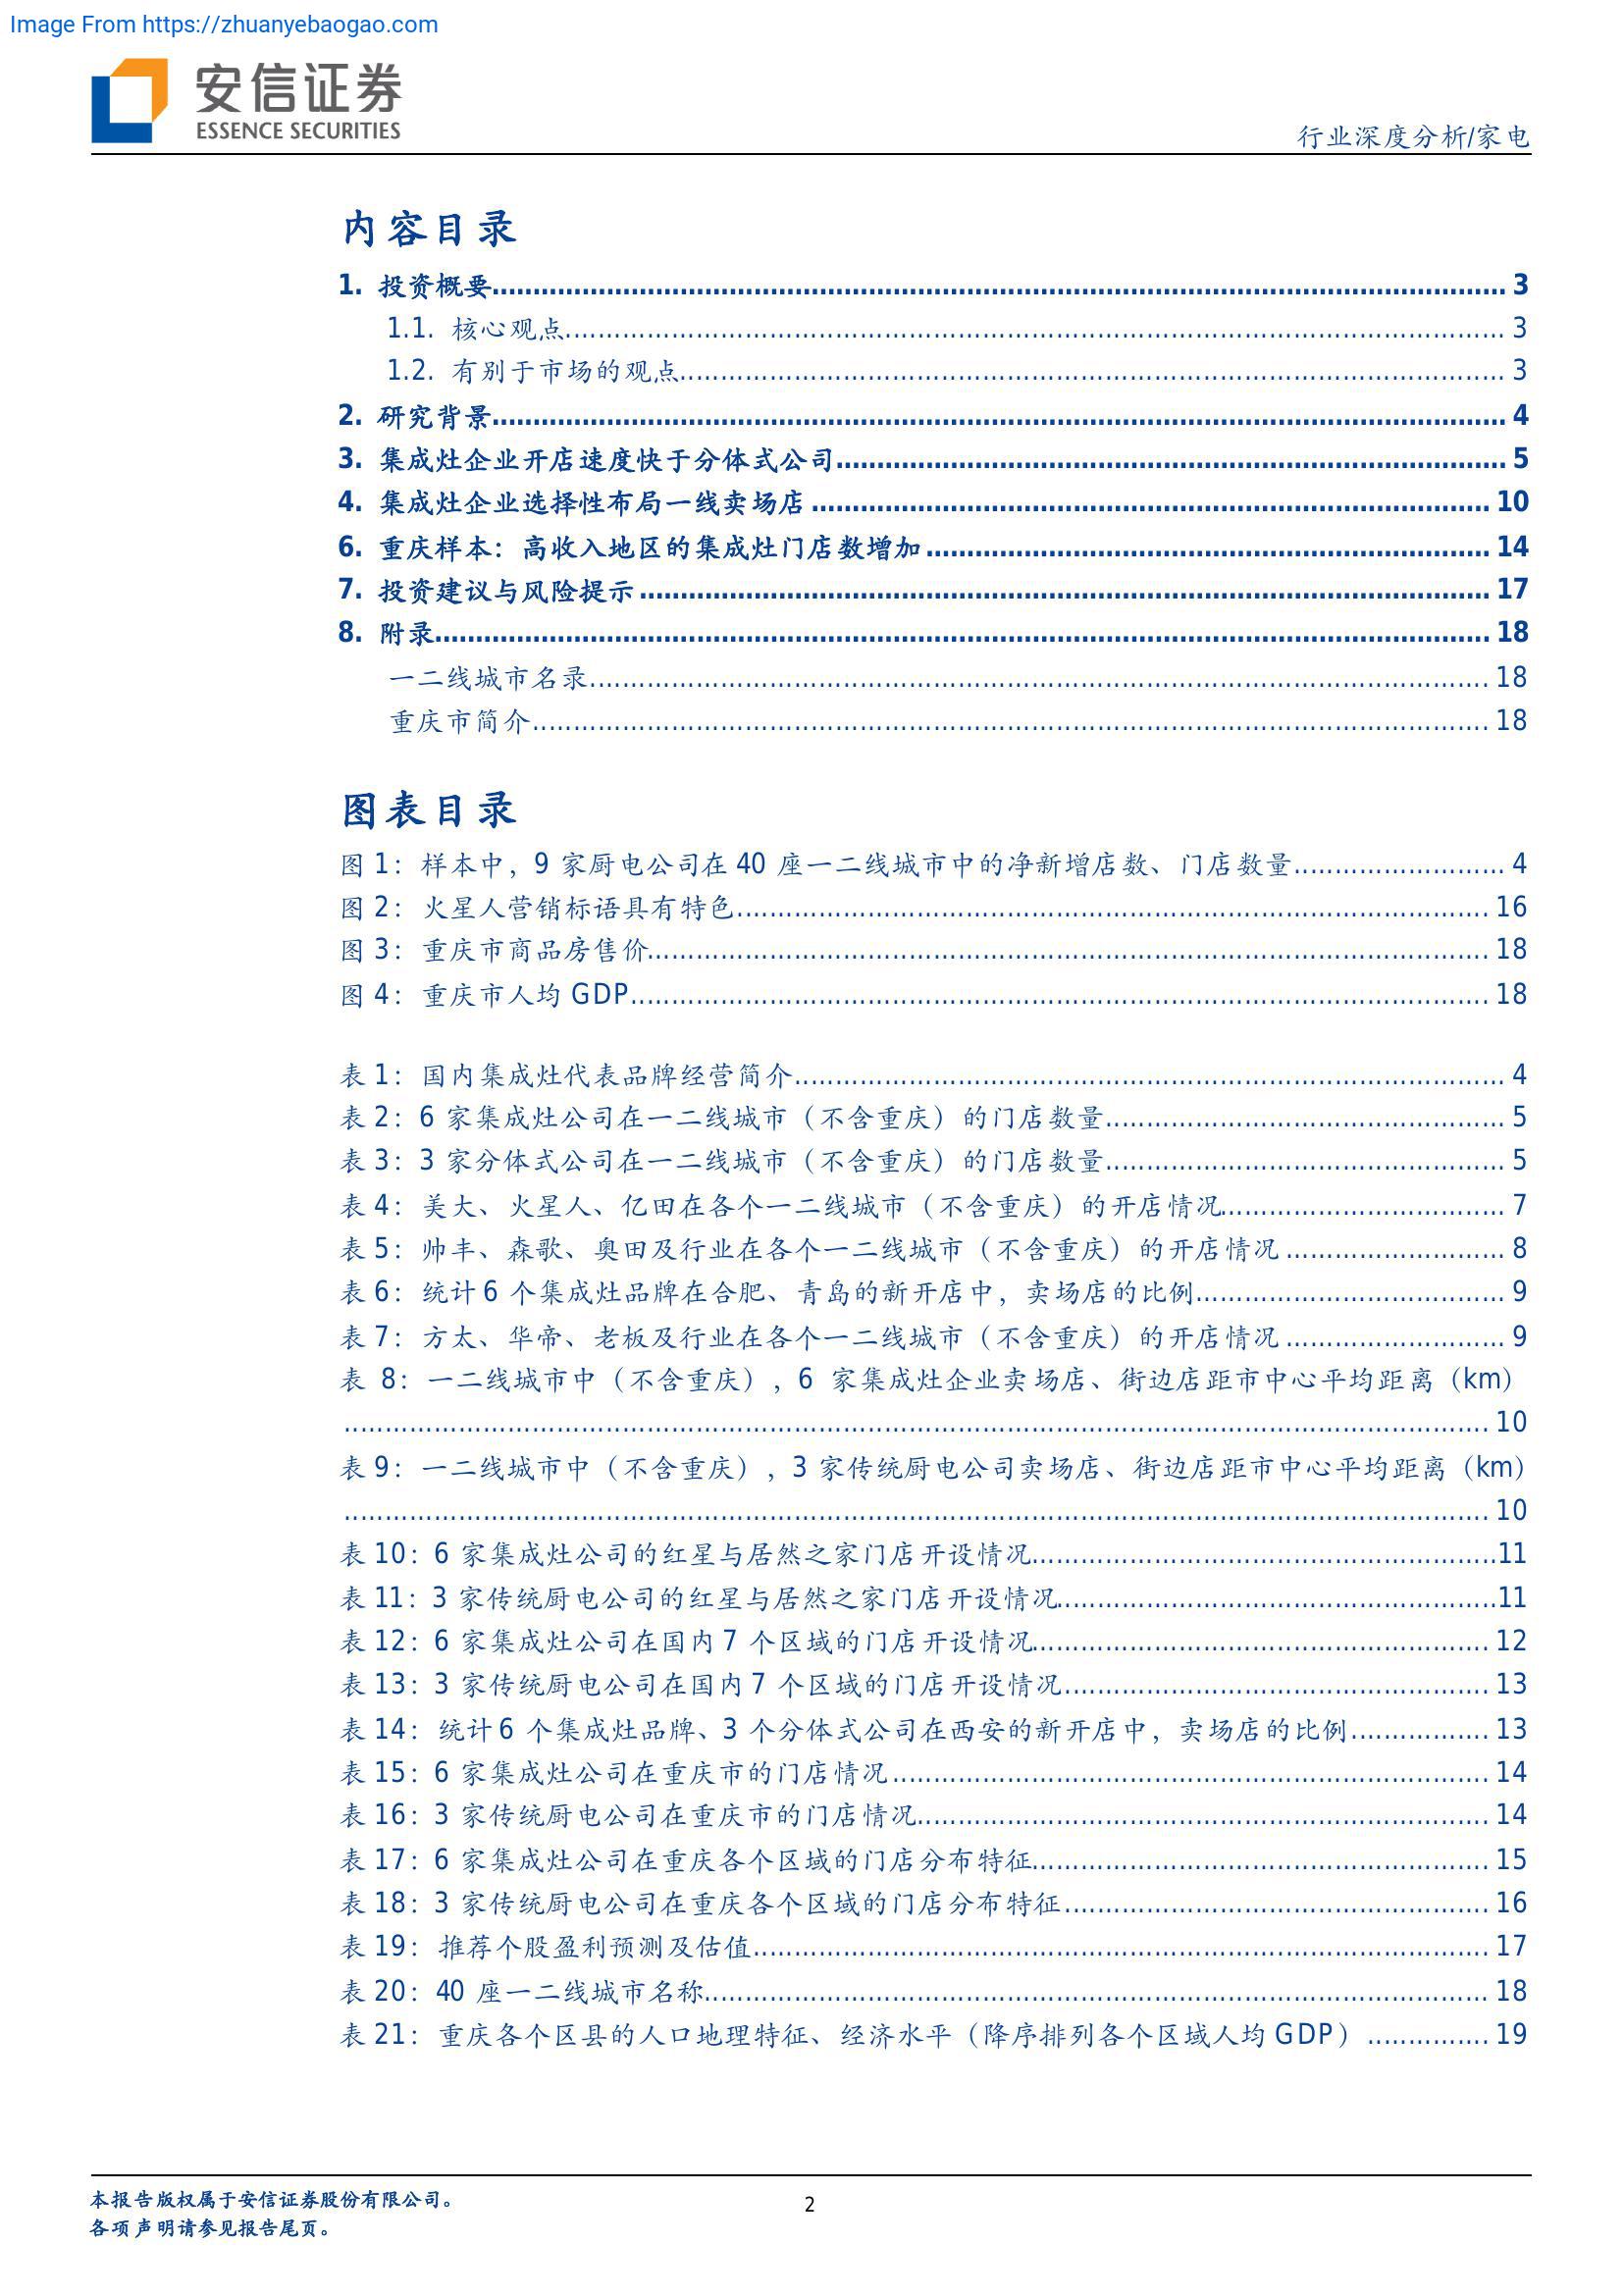 Image From https://zhuanyebaogao.com
安信证券
ESSENCE SECURITIES
行业深度分析/家电
内容目录
1. 投资概要 3
1.1. 核心观点 3
1.2. 有别于市场的观点 3
2. 研究背景 4
3. 集成灶企业开店速度快于分体式公司 5
4. 集成灶企业选择性布局一线卖场店 10
6. 重庆样本：高收入地区的集成灶门店数增加 14
7. 投资建议与风险提示 17
8. 附录 18
一二线城市名录 18
重庆市简介 18
图表目录
图 1：样本中，9 家厨电公司在 40 座一二线城市中的净新增店数、门店数量 4
图 2：火星人营销标语具有特色 16
图 3：重庆市商品房售价 18
图 4：重庆市人均 GDP 18
表 1：国内集成灶代表品牌经营简介 4
表 2：6 家集成灶公司在一二线城市（不含重庆）的门店数量 5
表 3：3 家分体式公司在一二线城市（不含重庆）的门店数量 5
表 4：美大、火星人、亿田在各个一二线城市（不含重庆）的开店情况 7
表 5：帅丰、森歌、奥田及行业在各个一二线城市（不含重庆）的开店情况 8
表 6：统计 6 个集成灶品牌在合肥、青岛的新开店中，卖场店的比例 9
表 7：方太、华帝、老板及行业在各个一二线城市（不含重庆）的开店情况 9
表 8：一二线城市中（不含重庆），6 家集成灶企业卖场店、街边店距市中心平均距离（km）
10
表 9：一二线城市中（不含重庆），3 家传统厨电公司卖场店、街边店距市中心平均距离（km）
10
表 10：6 家集成灶公司的红星与居然之家门店开设情况 11
表 11：3 家传统厨电公司的红星与居然之家门店开设情况 11
表 12：6 家集成灶公司在国内 7 个区域的门店开设情况 12
表 13：3 家传统厨电公司在国内 7 个区域的门店开设情况 13
表 14：统计 6 个集成灶品牌、3 个分体式公司在西安的新开店中，卖场店的比例 13
表 15：6 家集成灶公司在重庆市的门店情况 14
表 16：3 家传统厨电公司在重庆市的门店情况 14
表 17：6 家集成灶公司在重庆各个区域的门店分布特征 15
表 18：3 家传统厨电公司在重庆各个区域的门店分布特征 16
表 19：推荐个股盈利预测及估值 17
表 20：40 座一二线城市名称 18
表 21：重庆各个区县的人口地理特征、经济水平（降序排列各个区域人均 GDP） 19
本报告版权属于安信证券股份有限公司。
2
各项声明请参见报告尾页。